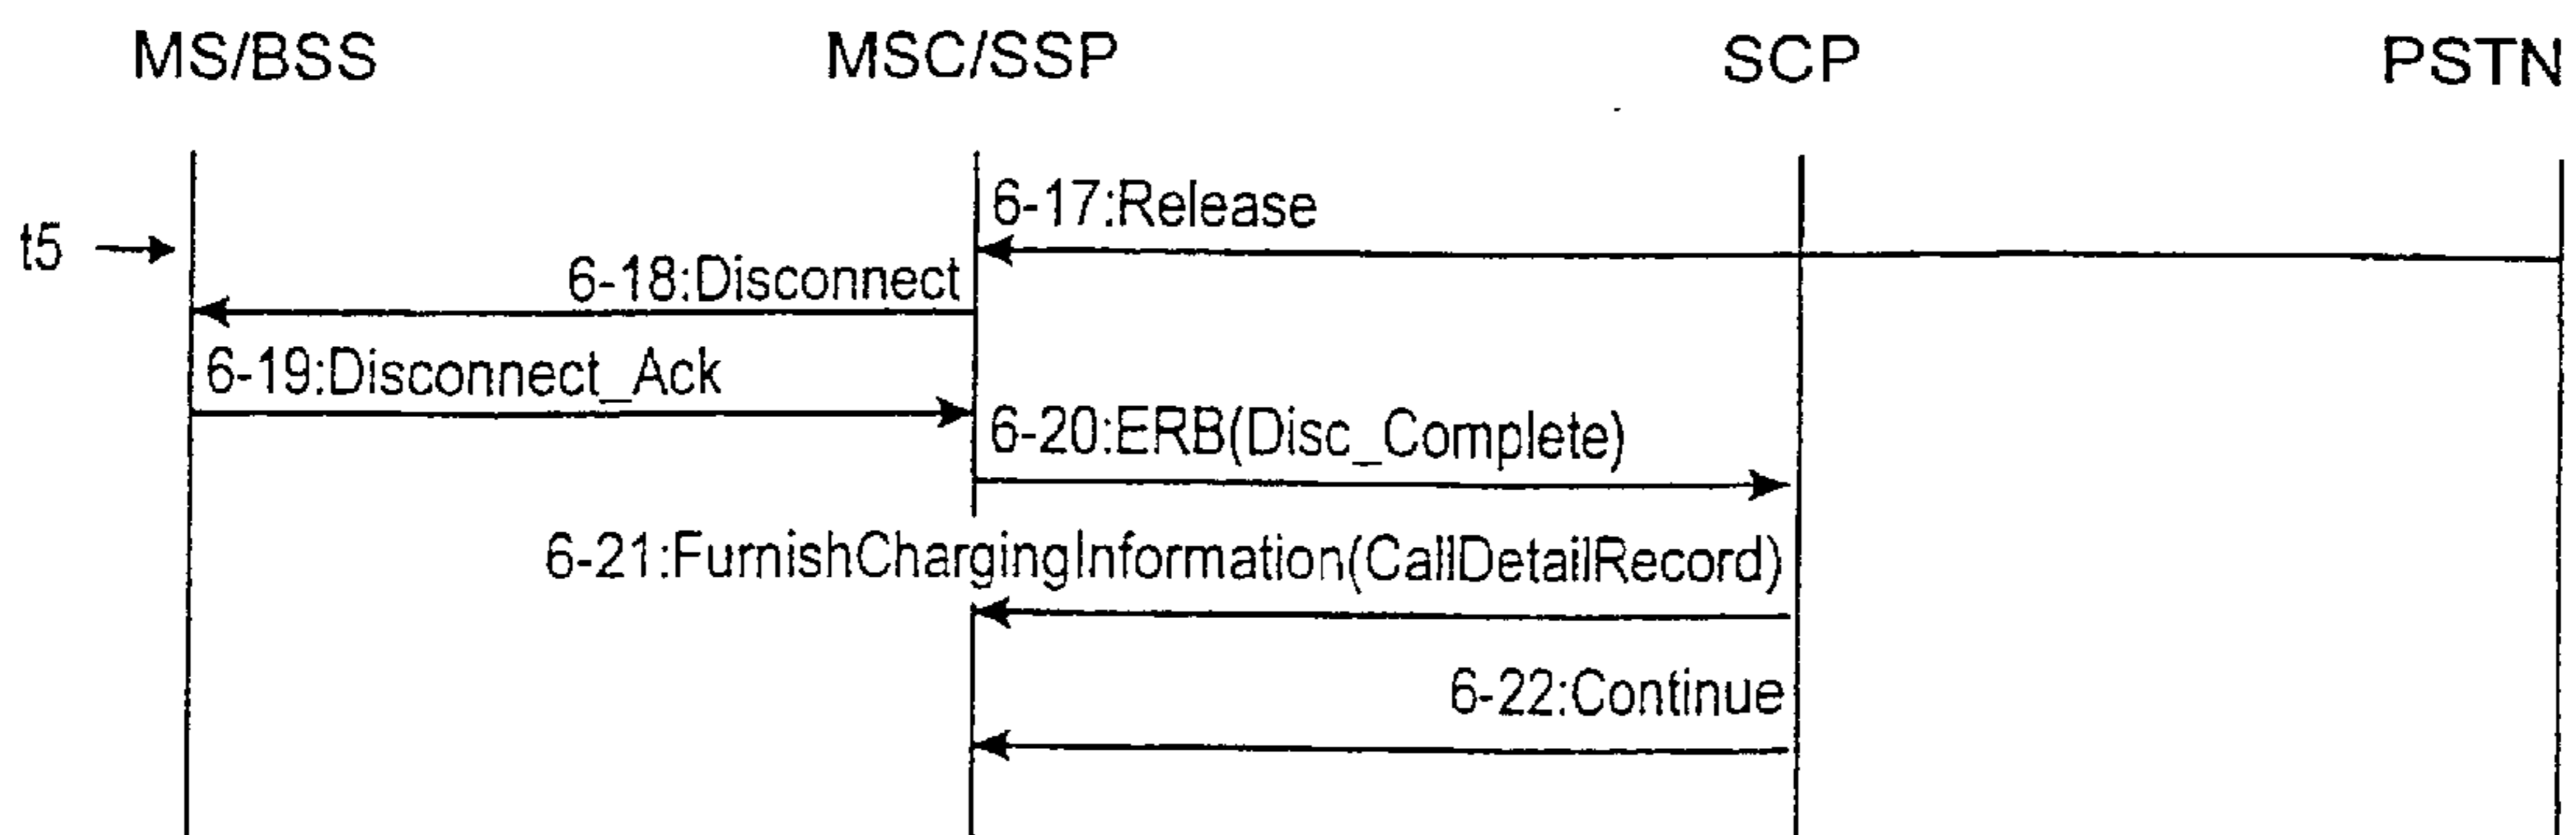 MS/BSS MSC/SSP SCP PSTN
6-17:Release
t5
6-18:Disconnect
6-19:Disconnect_Ack
6-20:ERB(Disc_Complete)
6-21:FurnishChargingInformation(CallDetailRecord)
6-22:Continue